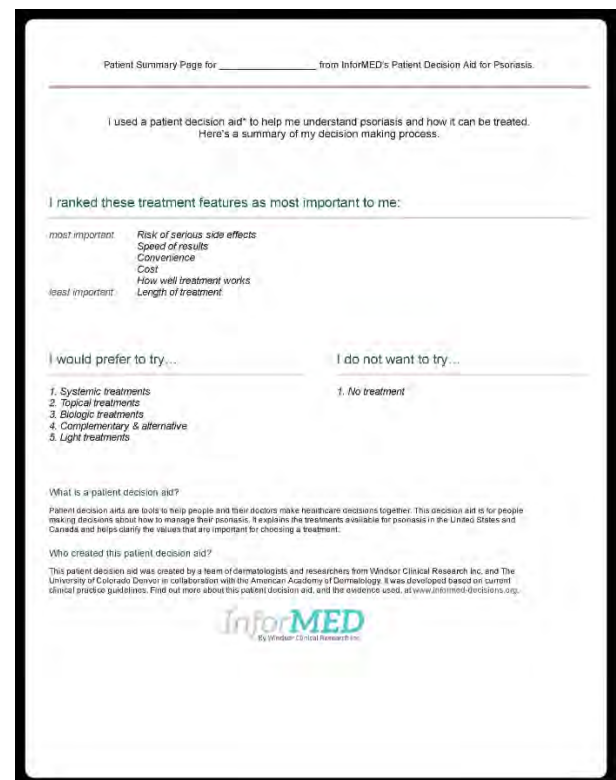 Patient Summary Page for ____________________ from InforMED's Patient Decision Aid for Psoriasis.
I used a patient decision aid* to help me understand psoriasis and how it can be treated.
Here's a summary of my decision making process.
I ranked these treatment features as most important to me:
most important Risk of serious side effects
Speed of results
Convenience
Cost
How well treatment works
least important Length of treatment
I would prefer to try... I do not want to try...
1. Systemic treatments 1. No treatment
2. Topical treatments
3. Biologic treatments
4. Complementary & alternative
5. Light treatments
What is a patient decision aid?
Patient decision aids are tools to help people and their doctors make healthcare decisions together. This decision aid is for people
making decisions about how to manage their psoriasis. It explains the treatments available for psoriasis in the United States and
Canada and helps clarify the values that are important for choosing a treatment.
Who created this patient decision aid?
This patient decision aid was created by a team of dermatologists and researchers from Windsor Clinical Research Inc. and The
University of Colorado Denver in collaboration with the American Academy of Dermatology. It was developed based on current
clinical practice guidelines. Find out more about this patient decision aid, and the evidence used, at www.informed-decisions.org.
InforMED
By Windsor Clinical Research Inc.